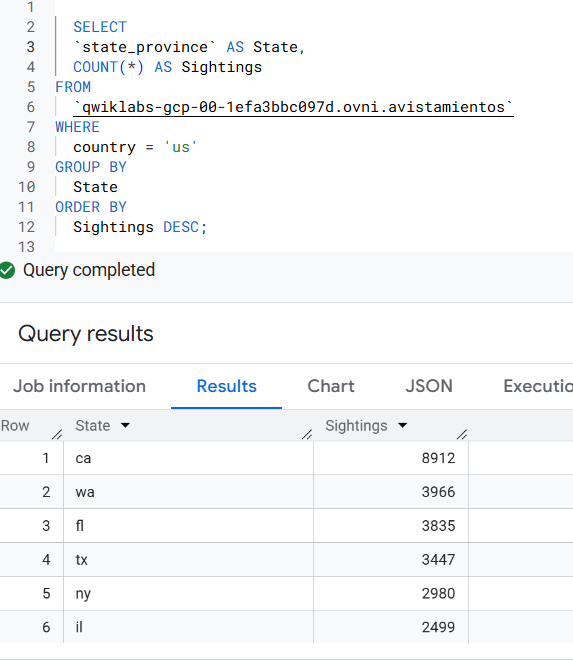 1
2 SELECT
3 `state_province` AS State,
4 COUNT(*) AS Sightings
5 FROM
6 `qwiklabs-gcp-00-1efa3bbc097d.ovni.avistamientos`
7 WHERE
8 country = 'us'
9 GROUP BY
10 State
11 ORDER BY
12 Sightings DESC;
13
Query completed
Query results
Job information Results Chart JSON Executio
Row State Sightings
1 ca 8912
2 wa 3966
3 fl 3835
4 tx 3447
5 ny 2980
6 il 2499